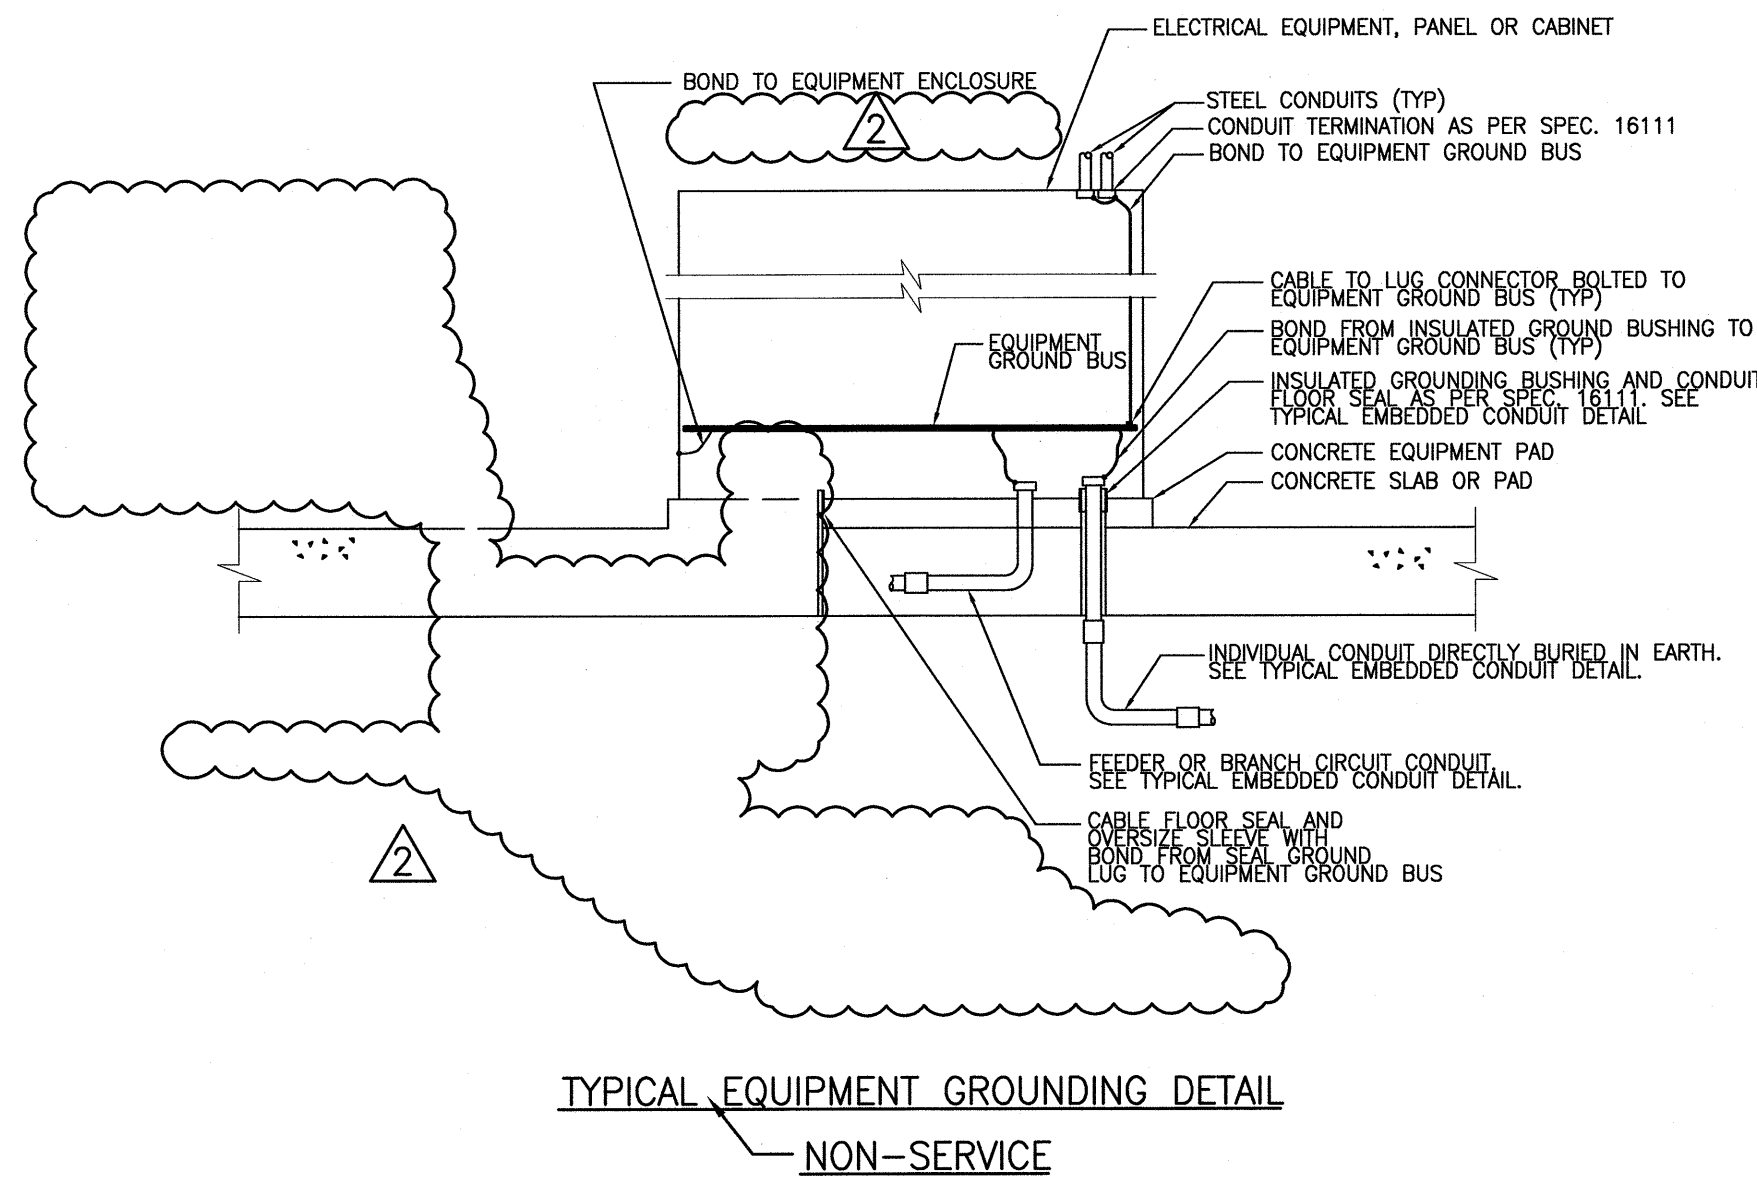 ELECTRICAL EQUIPMENT, PANEL OR CABINET
BOND TO EQUIPMENT ENCLOSURE
2
STEEL CONDUITS (TYP)
CONDUIT TERMINATION AS PER SPEC. 16111
BOND TO EQUIPMENT GROUND BUS
CABLE TO LUG CONNECTOR BOLTED TO
EQUIPMENT GROUND BUS (TYP)
BOND FROM INSULATED GROUND BUSHING TO
EQUIPMENT GROUND BUS (TYP)
EQUIPMENT
GROUND BUS
INSULATED GROUNDING BUSHING AND CONDUIT
FLOOR SEAL AS PER SPEC. 16111. SEE
TYPICAL EMBEDDED CONDUIT DETAIL
CONCRETE EQUIPMENT PAD
CONCRETE SLAB OR PAD
INDIVIDUAL CONDUIT DIRECTLY BURIED IN EARTH.
SEE TYPICAL EMBEDDED CONDUIT DETAIL.
FEEDER OR BRANCH CIRCUIT CONDUIT.
SEE TYPICAL EMBEDDED CONDUIT DETAIL.
CABLE FLOOR SEAL AND
OVERSIZE SLEEVE WITH
BOND FROM SEAL GROUND
LUG TO EQUIPMENT GROUND BUS
2
TYPICAL EQUIPMENT GROUNDING DETAIL
NON-SERVICE